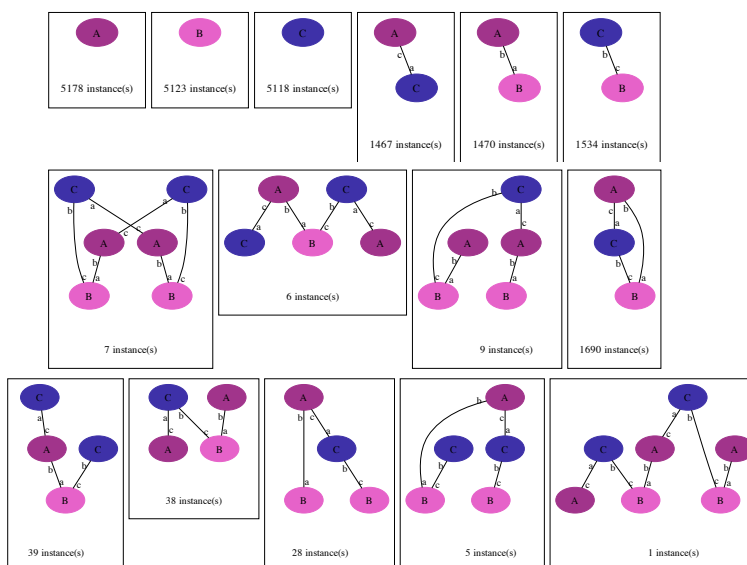 A
5178 instance(s)
B
5123 instance(s)
C
5118 instance(s)
A
c
a
C
1467 instance(s)
A
b
a
B
1470 instance(s)
C
b
c
B
1534 instance(s)
C C
b a a b
A A
c c
b b
c a a c
B B
7 instance(s)
A C
c b b a
a a c c
C B A
6 instance(s)
C
b a
c
A A
b b
c a a
B B
9 instance(s)
A
c b
a
C
b
c a
B
1690 instance(s)
C
a
c
A C
b b
a c
B
39 instance(s)
C A
a b b
c c a
A B
38 instance(s)
A
b c
a
C
b
a c
B B
28 instance(s)
A
b c
a
C C
b b
a c c
B B
5 instance(s)
C
a b
c
C A A
a b b b
c c a c a
A B B
1 instance(s)